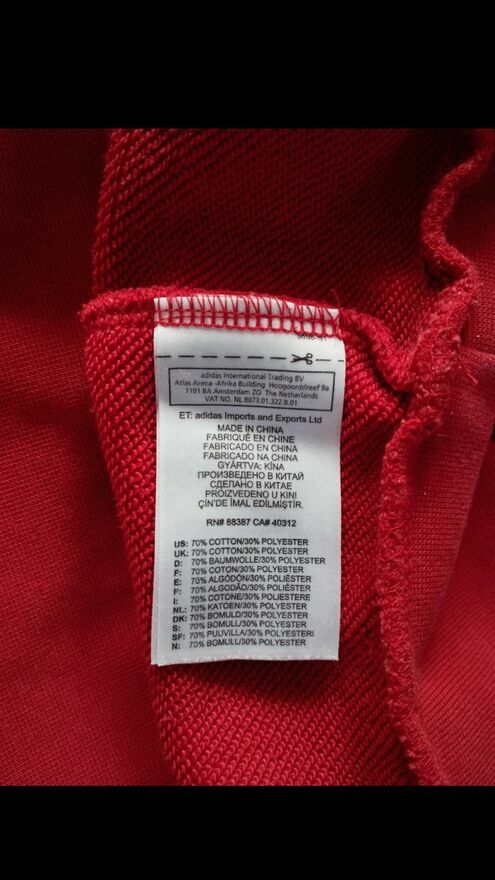 adidas International Trading BV
Atlas Arena -Afrika Building Hoogoorddreef 9a
1101 BA Amsterdam ZO The Netherlands
VAT NO. NL 8073.01.322.B.01
ET: adidas Imports and Exports Ltd
MADE IN CHINA
FABRIQUÉ EN CHINE
FABRICADO EN CHINA
FABRICADO NA CHINA
GYÁRTVA: KÍNA
ПРОИЗВЕДЕНО В КИТАЙ
СДЕЛАНО В КИТАЕ
PROIZVEDENO U KINI
ÇİN'DE İMAL EDİLMİŞTİR.
RN# 88387 CA# 40312
US: 70% COTTON/30% POLYESTER
UK: 70% COTTON/30% POLYESTER
D: 70% BAUMWOLLE/30% POLYESTER
F: 70% COTON/30% POLYESTER
E: 70% ALGODÓN/30% POLIÉSTER
F: 70% ALGODÃO/30% POLIÉSTER
I: 70% COTONE/30% POLIESTERE
NL: 70% KATOEN/30% POLYESTER
DK: 70% BOMULD/30% POLYESTER
S: 70% BOMULL/30% POLYESTER
SF: 70% PUUVILLA/30% POLYESTERI
N: 70% BOMULL/30% POLYESTER